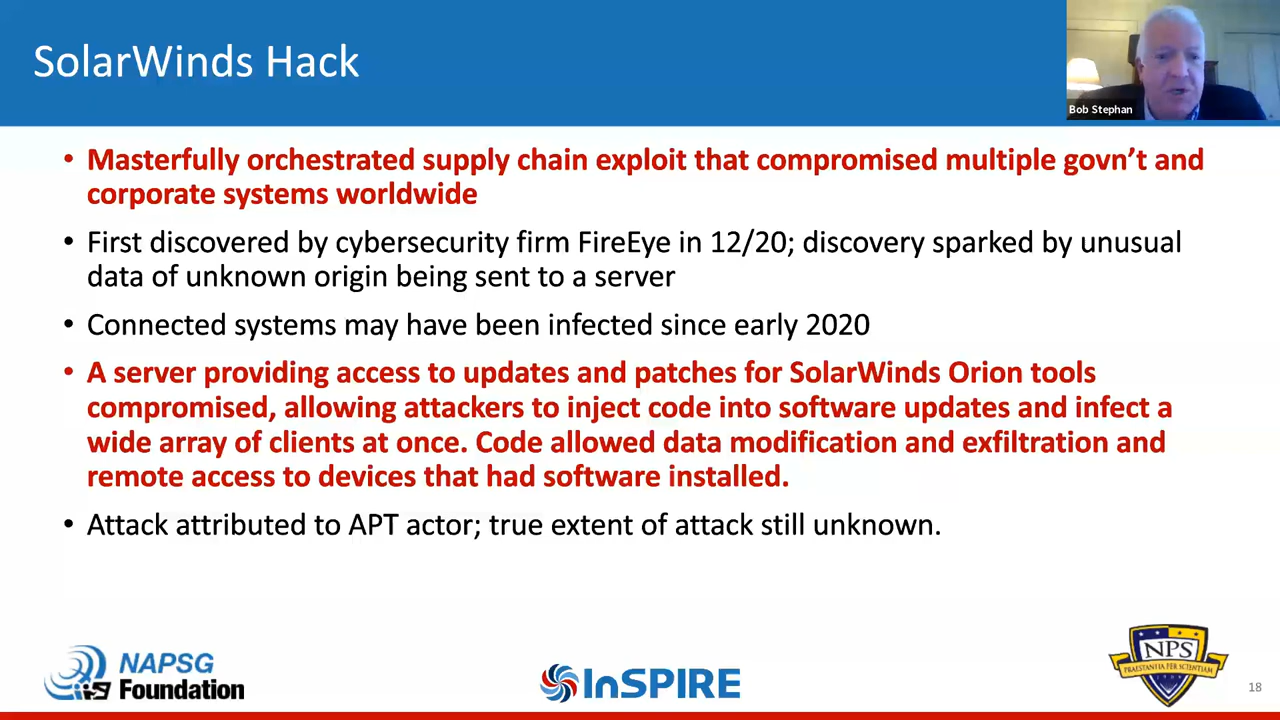 SolarWinds Hack
Bob Stephan
• Masterfully orchestrated supply chain exploit that compromised multiple govn’t and
corporate systems worldwide
• First discovered by cybersecurity firm FireEye in 12/20; discovery sparked by unusual
data of unknown origin being sent to a server
• Connected systems may have been infected since early 2020
• A server providing access to updates and patches for SolarWinds Orion tools
compromised, allowing attackers to inject code into software updates and infect a
wide array of clients at once. Code allowed data modification and exfiltration and
remote access to devices that had software installed.
• Attack attributed to APT actor; true extent of attack still unknown.
NAPSG
Foundation
InSPIRE
NPS
PRAESTANTIA PER SCIENTIAM
18